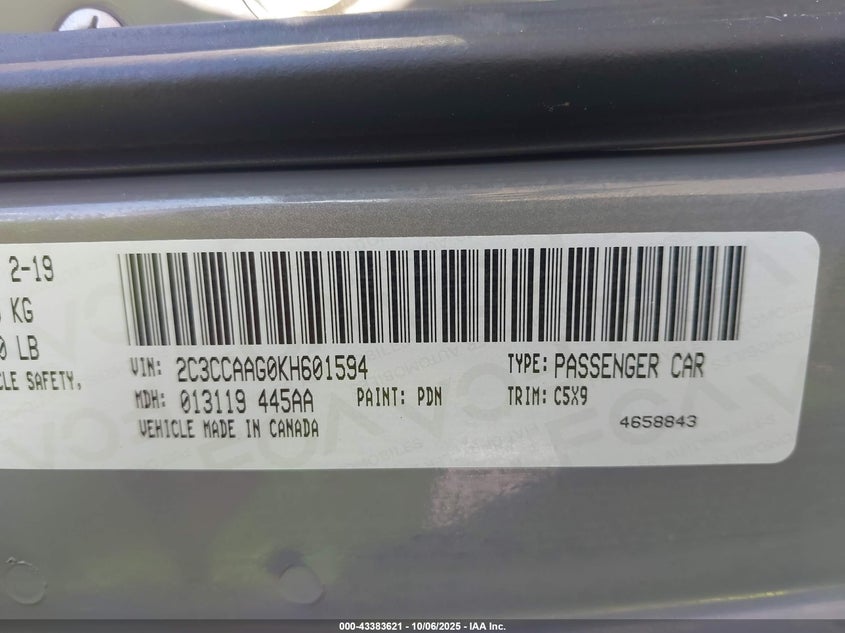 2-19
KG
LB
CLE SAFETY,
VIN: 2C3CCAAG0KH601594 TYPE: PASSENGER CAR
MDH: 013119 445AA PAINT: PDN TRIM: C5X9
VEHICLE MADE IN CANADA 4658843
000-43383621 - 10/06/2025 - IAA Inc.